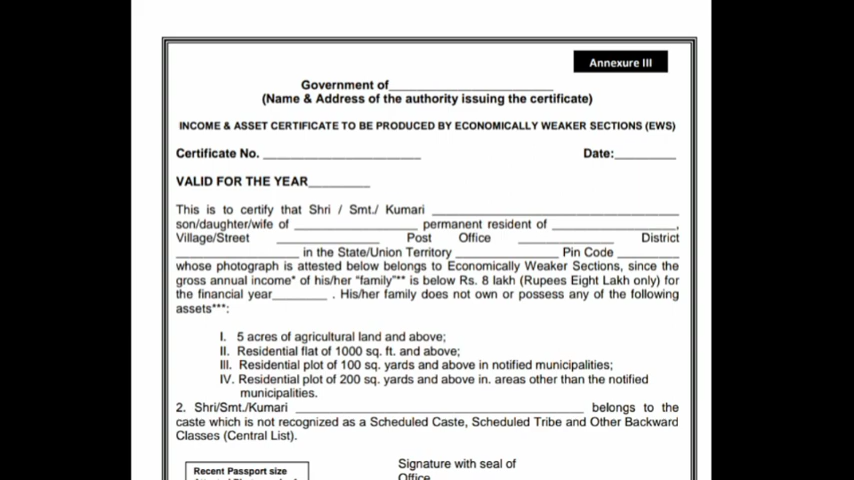 Annexure III
Government of_______________________
(Name & Address of the authority issuing the certificate)
INCOME & ASSET CERTIFICATE TO BE PRODUCED BY ECONOMICALLY WEAKER SECTIONS (EWS)
Certificate No. _______________________ Date:_________
VALID FOR THE YEAR_________
This is to certify that Shri / Smt./ Kumari ____________________________________
son/daughter/wife of __________________ permanent resident of __________________,
Village/Street _______________ Post Office ______________ District
__________________ in the State/Union Territory _______________ Pin Code _________
whose photograph is attested below belongs to Economically Weaker Sections, since the
gross annual income* of his/her "family"** is below Rs. 8 lakh (Rupees Eight Lakh only) for
the financial year________ . His/her family does not own or possess any of the following
assets***:
I. 5 acres of agricultural land and above;
II. Residential flat of 1000 sq. ft. and above;
III. Residential plot of 100 sq. yards and above in notified municipalities;
IV. Residential plot of 200 sq. yards and above in. areas other than the notified
municipalities.
2. Shri/Smt./Kumari __________________________________________ belongs to the
caste which is not recognized as a Scheduled Caste, Scheduled Tribe and Other Backward
Classes (Central List).
Signature with seal of
Recent Passport size
Office